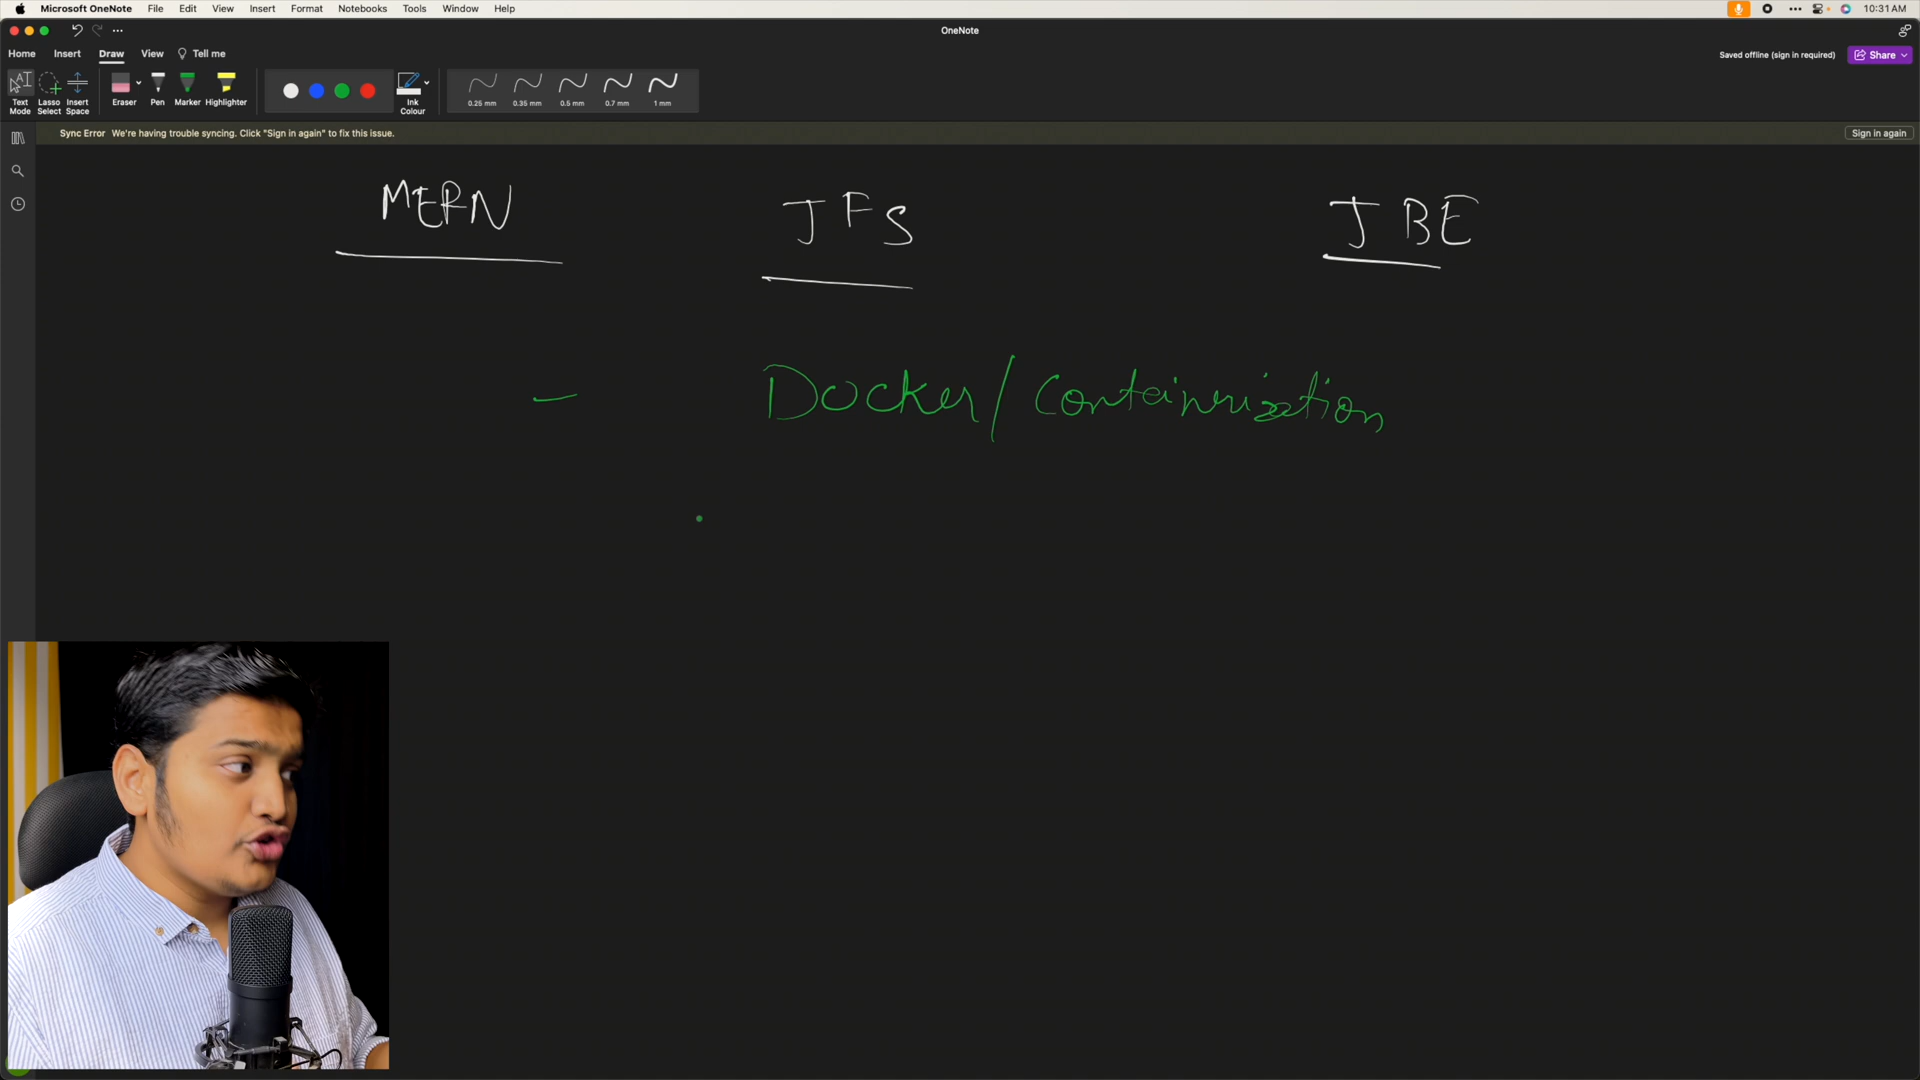 Microsoft OneNote File Edit View Insert Format Notebooks Tools Window Help 10:31 AM
OneNote
Home Insert Draw View Tell me Saved offline (sign in required) Share
Text Mode Lasso Select Insert Space Eraser Pen Marker Highlighter Ink Colour 0.25 mm 0.35 mm 0.5 mm 0.7 mm 1 mm
Sync Error We're having trouble syncing. Click "Sign in again" to fix this issue. Sign in again
MERN JFS JBE
– Docker/Containerization